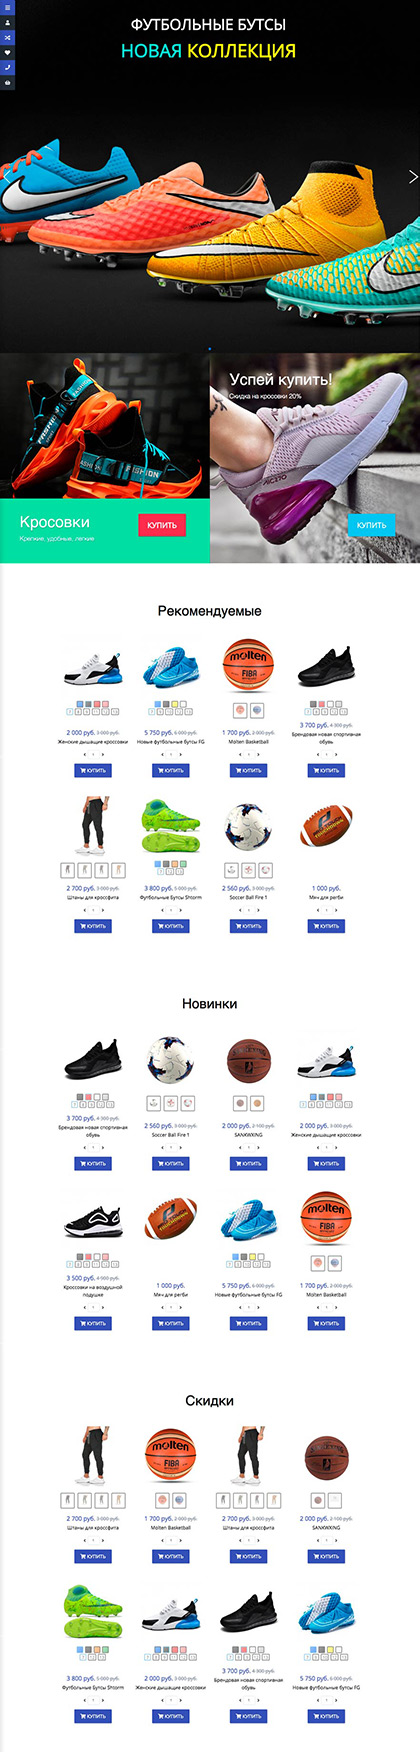 ФУТБОЛЬНЫЕ БУТСЫ
НОВАЯ КОЛЛЕКЦИЯ
Успей купить!
Скидка на кросовки 20%
Кросовки
Крепкие, удобные, легкие
КУПИТЬ
КУПИТЬ
Рекомендуемые
2 000 руб. 3 000 руб.
Женские дышащие кроссовки
КУПИТЬ
5 750 руб. 6 000 руб.
Новые футбольные бутсы FG
КУПИТЬ
molten
FIBA
1 700 руб. 2 000 руб.
Molten Basketball
КУПИТЬ
3 700 руб. 4 300 руб.
Брендовая новая спортивная
обувь
КУПИТЬ
2 700 руб. 3 000 руб.
Штаны для кроссфита
КУПИТЬ
3 800 руб. 5 000 руб.
Футбольные Бутсы Shtorm
КУПИТЬ
2 560 руб. 3 000 руб.
Soccer Ball Fire 1
КУПИТЬ
1 000 руб.
Мяч для регби
КУПИТЬ
Новинки
3 700 руб. 4 300 руб.
Брендовая новая спортивная
обувь
КУПИТЬ
2 560 руб. 3 000 руб.
Soccer Ball Fire 1
КУПИТЬ
2 000 руб. 2 100 руб.
SANXWXING
КУПИТЬ
2 000 руб. 3 000 руб.
Женские дышащие кроссовки
КУПИТЬ
3 500 руб. 4 900 руб.
Кроссовки на воздушной
подушке
КУПИТЬ
1 000 руб.
Мяч для регби
КУПИТЬ
5 750 руб. 6 000 руб.
Новые футбольные бутсы FG
КУПИТЬ
molten
FIBA
1 700 руб. 2 000 руб.
Molten Basketball
КУПИТЬ
Скидки
2 700 руб. 3 000 руб.
Штаны для кроссфита
КУПИТЬ
molten
FIBA
1 700 руб. 2 000 руб.
Molten Basketball
КУПИТЬ
2 700 руб. 3 000 руб.
Штаны для кроссфита
КУПИТЬ
2 000 руб. 2 100 руб.
SANXWXING
КУПИТЬ
3 800 руб. 5 000 руб.
Футбольные Бутсы Shtorm
КУПИТЬ
2 000 руб. 3 000 руб.
Женские дышащие кроссовки
КУПИТЬ
3 700 руб. 4 300 руб.
Брендовая новая спортивная
обувь
КУПИТЬ
5 750 руб. 6 000 руб.
Новые футбольные бутсы FG
КУПИТЬ